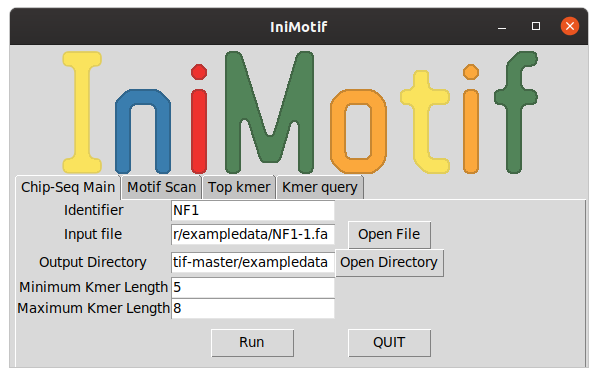 IniMotif
IniMotif
Chip-Seq Main Motif Scan Top kmer Kmer query
Identifier NF1
Input file r/exampledata/NF1-1.fa Open File
Output Directory tif-master/exampledata Open Directory
Minimum Kmer Length 5
Maximum Kmer Length 8
Run QUIT